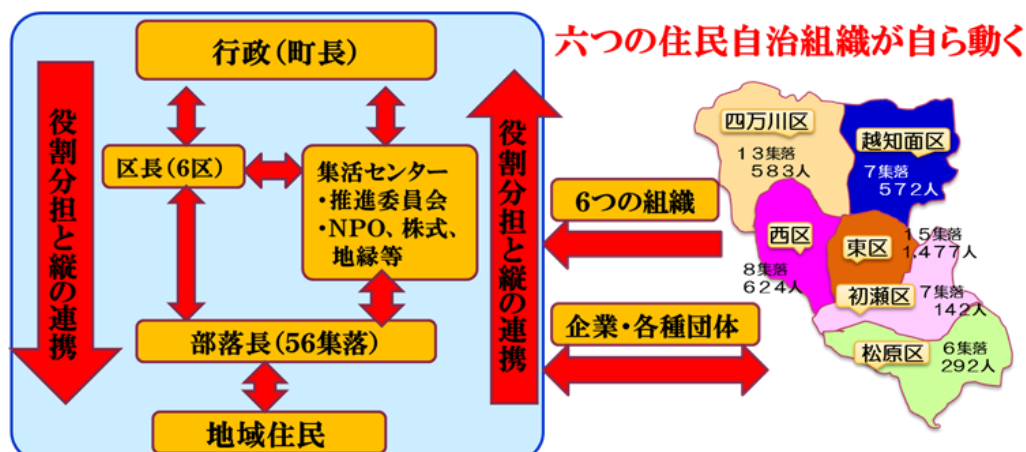 六つの住民自治組織が自ら動く
行政（町長）
役割分担と縦の連携
区長（6区）
集活センター
・推進委員会
・NPO、株式、
地縁等
部落長（56集落）
地域住民
役割分担と縦の連携
6つの組織
企業・各種団体
四万川区
１３集落
５８３人
越知面区
７集落
５７２人
西区
８集落
６２４人
東区
１５集落
１,４７７人
初瀬区
７集落
１４２人
松原区
６集落
２９２人